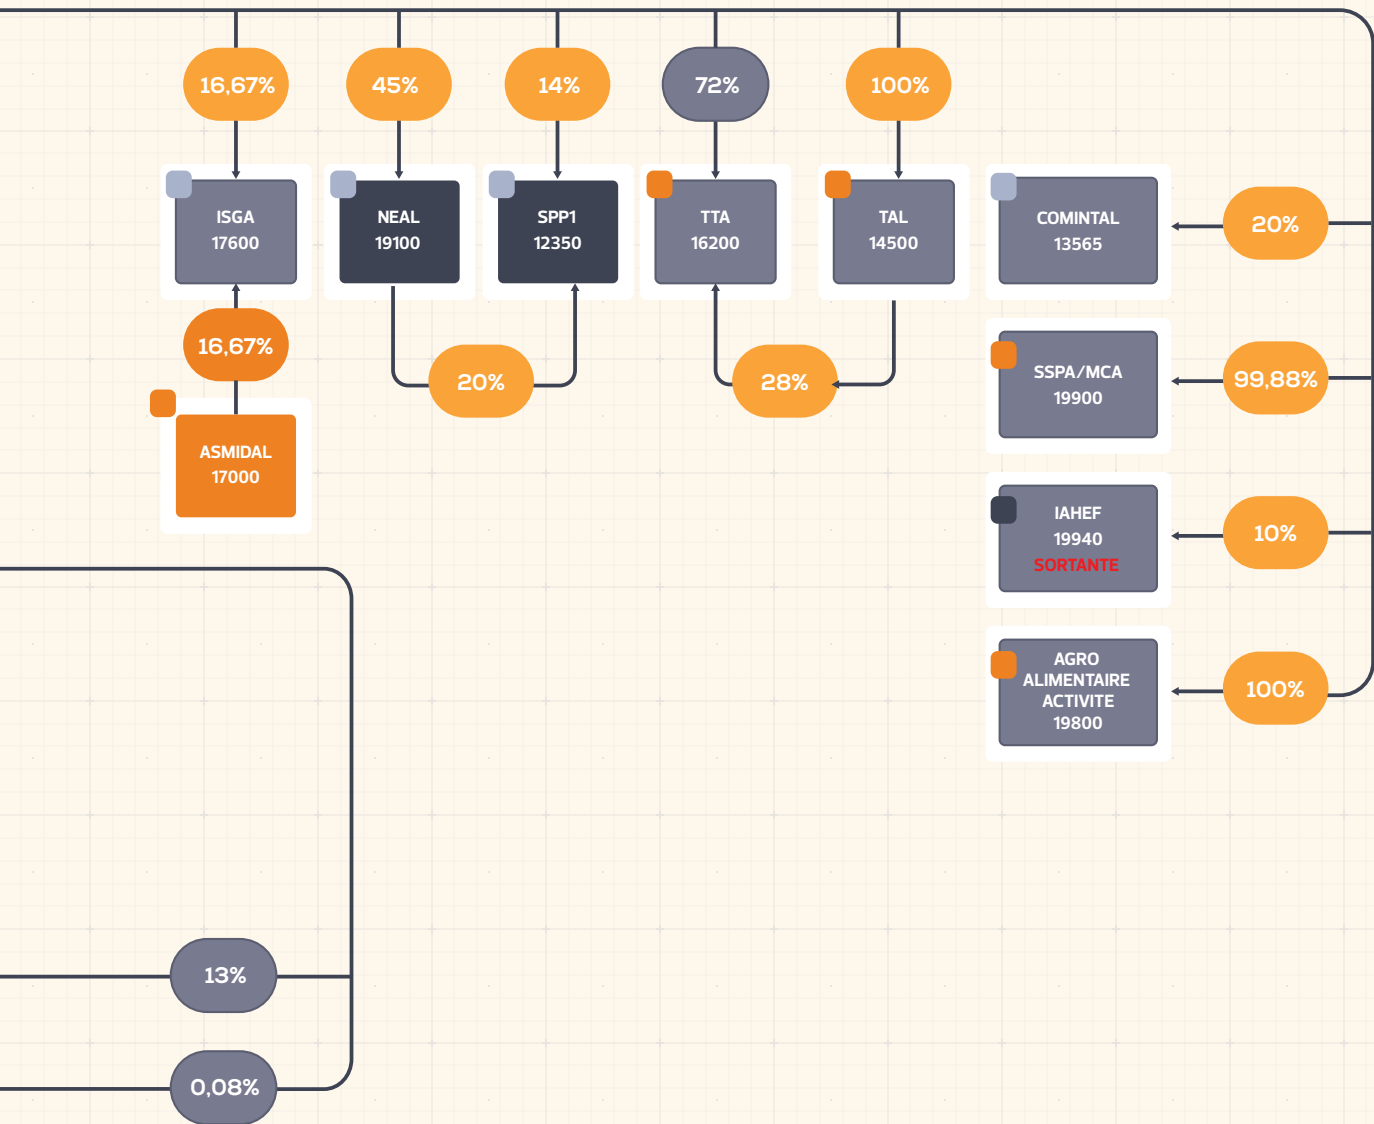 16,67%
45%
14%
72%
100%
ISGA
17600
NEAL
19100
SPP1
12350
TTA
16200
TAL
14500
COMINTAL
13565
20%
16,67%
20%
28%
SSPA/MCA
19900
99,88%
ASMIDAL
17000
IAHEF
19940
SORTANTE
10%
AGRO
ALIMENTAIRE
ACTIVITE
19800
100%
13%
0,08%